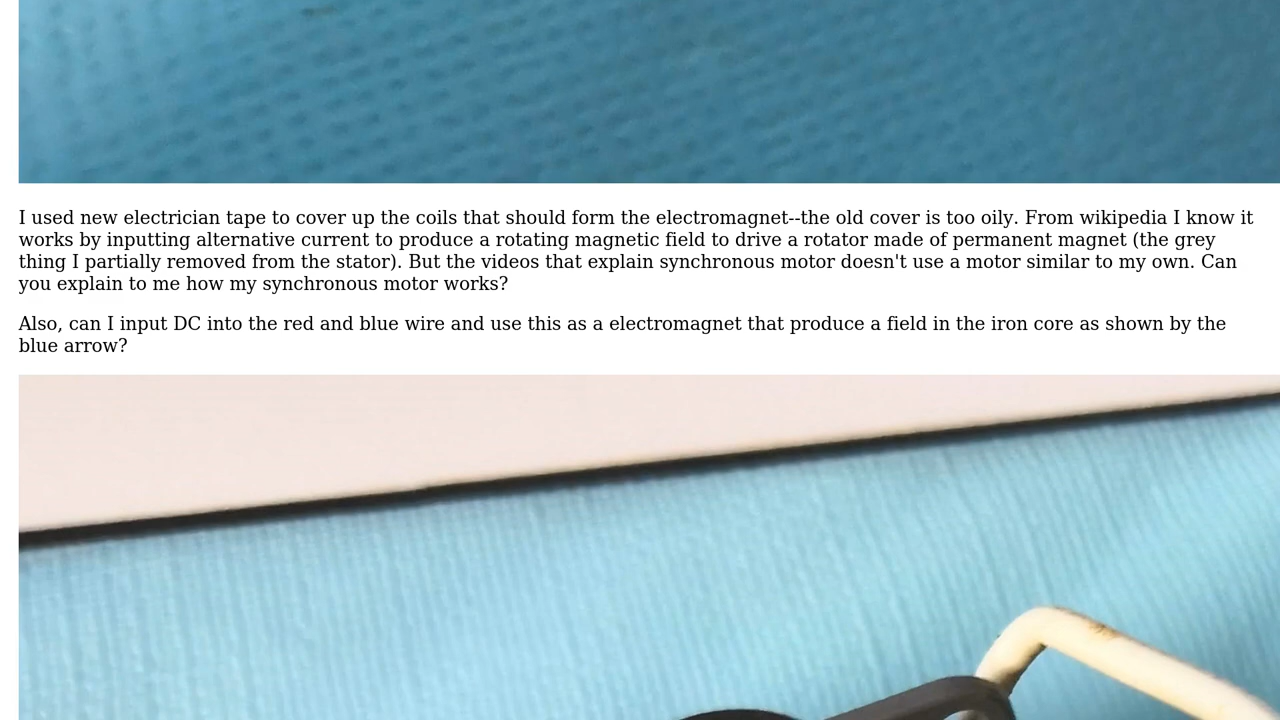 I used new electrician tape to cover up the coils that should form the electromagnet--the old cover is too oily. From wikipedia I know it
works by inputting alternative current to produce a rotating magnetic field to drive a rotator made of permanent magnet (the grey
thing I partially removed from the stator). But the videos that explain synchronous motor doesn't use a motor similar to my own. Can
you explain to me how my synchronous motor works?
Also, can I input DC into the red and blue wire and use this as a electromagnet that produce a field in the iron core as shown by the
blue arrow?